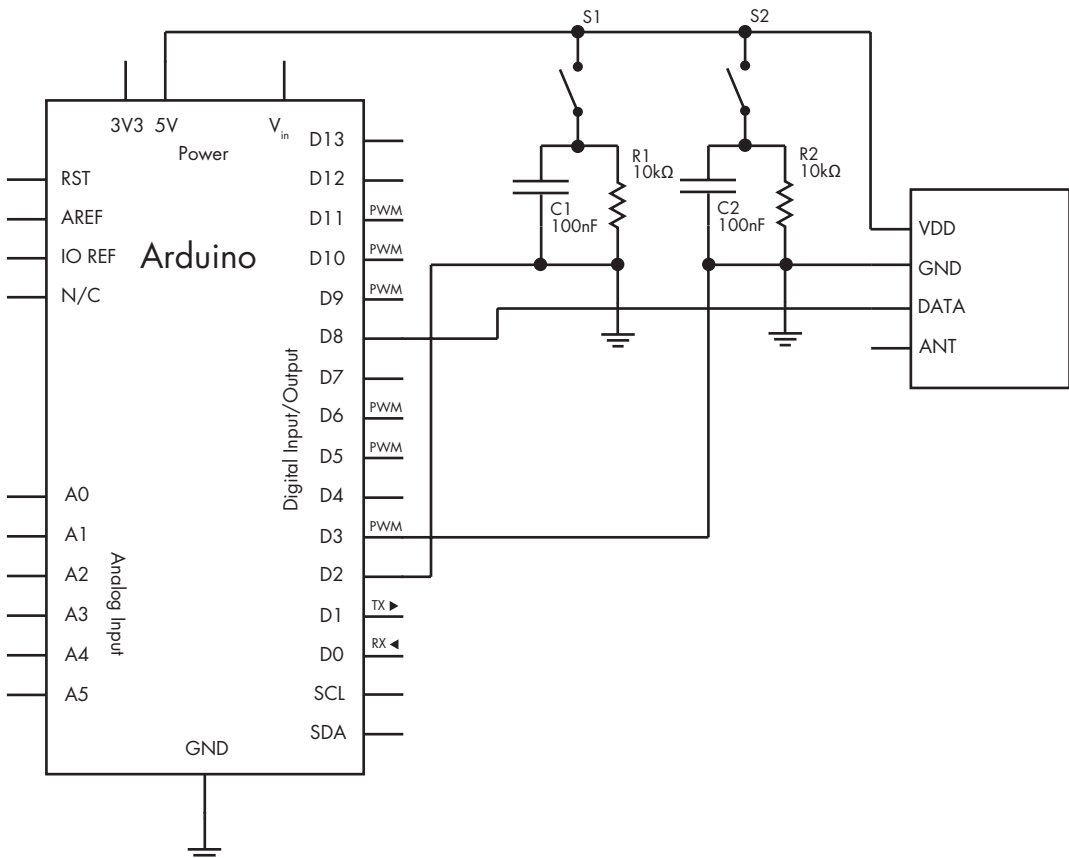 S1
S2
3V3 5V
Vin
Power
RST
AREF
IO REF
N/C
Arduino
A0
A1
A2
A3
A4
A5
Analog Input
Digital Input/Output
D13
D12
D11 PWM
D10 PWM
D9 PWM
D8
D7
D6 PWM
D5 PWM
D4
D3 PWM
D2
D1 TX ►
D0 RX ◄
SCL
SDA
GND
C1
100nF
R1
10kΩ
C2
100nF
R2
10kΩ
VDD
GND
DATA
ANT